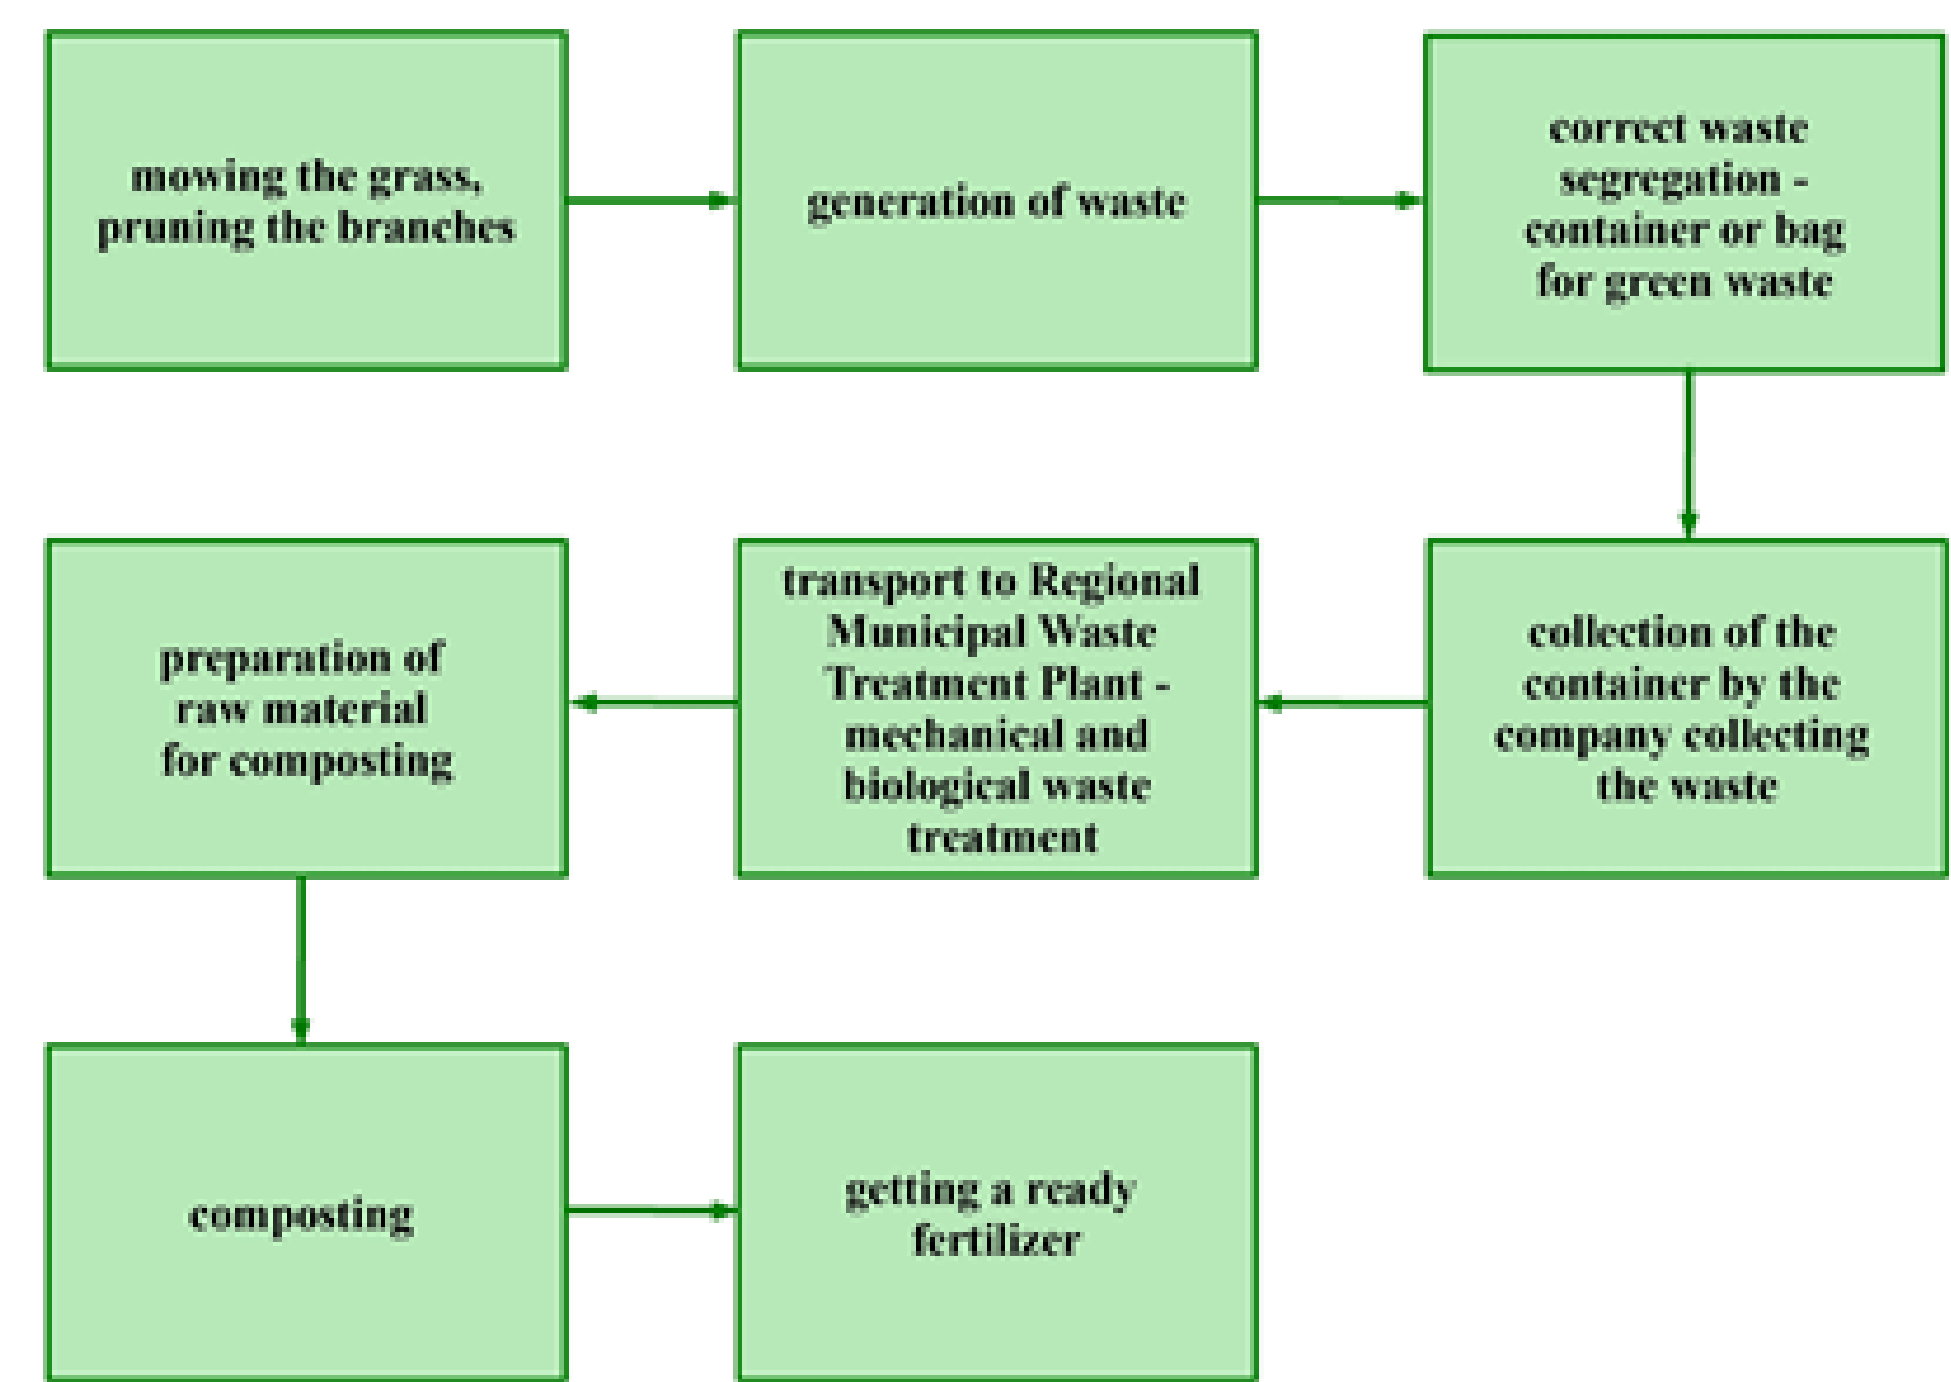 mowing the grass,
pruning the branches
generation of waste
correct waste
segregation -
container or bag
for green waste
collection of the
container by the
company collecting
the waste
transport to Regional
Municipal Waste
Treatment Plant -
mechanical and
biological waste
treatment
preparation of
raw material
for composting
composting
getting a ready
fertilizer